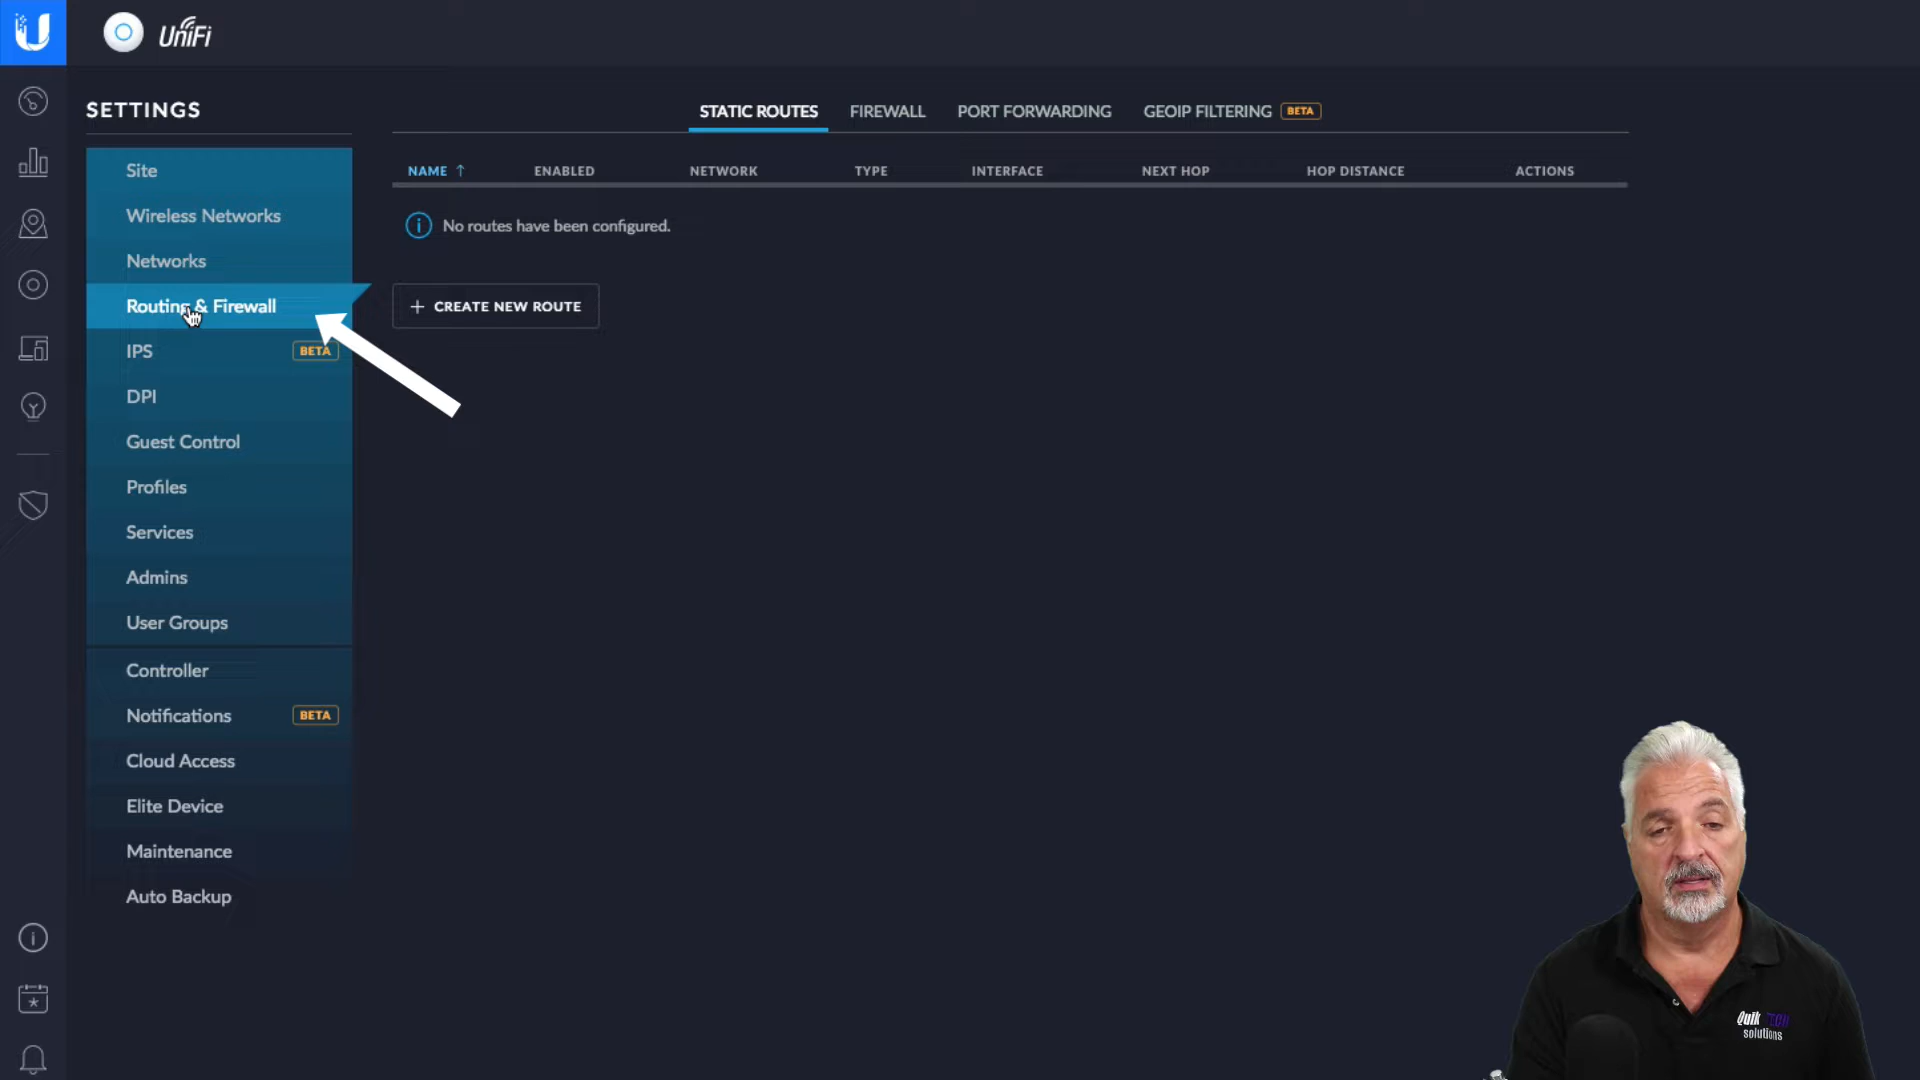 UniFi
SETTINGS
Site
Wireless Networks
Networks
Routing & Firewall
IPS BETA
DPI
Guest Control
Profiles
Services
Admins
User Groups
Controller
Notifications BETA
Cloud Access
Elite Device
Maintenance
Auto Backup
STATIC ROUTES FIREWALL PORT FORWARDING GEOIP FILTERING BETA
NAME ↑ ENABLED NETWORK TYPE INTERFACE NEXT HOP HOP DISTANCE ACTIONS
No routes have been configured.
+ CREATE NEW ROUTE
Quik TECH
solutions